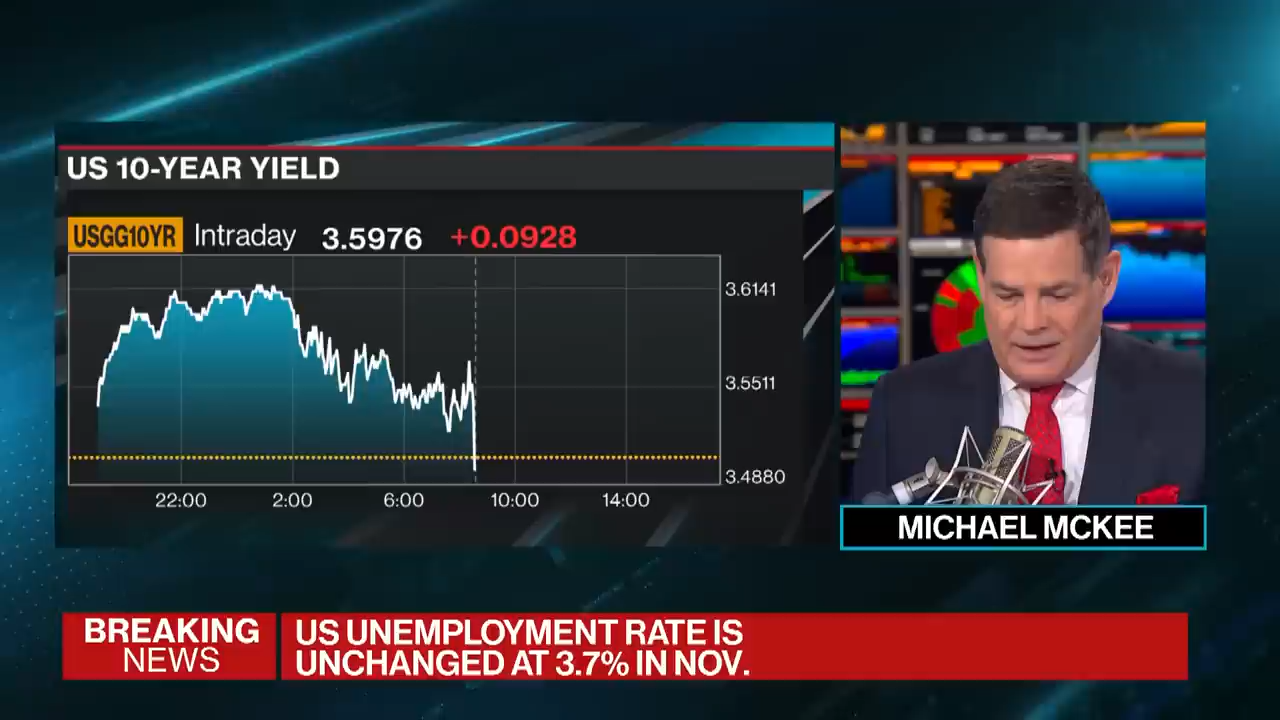 US 10-YEAR YIELD
USGG10YR Intraday 3.5976 +0.0928
3.6141
3.5511
3.4880
22:00 2:00 6:00 10:00 14:00
MICHAEL MCKEE
BREAKING
NEWS
US UNEMPLOYMENT RATE IS
UNCHANGED AT 3.7% IN NOV.